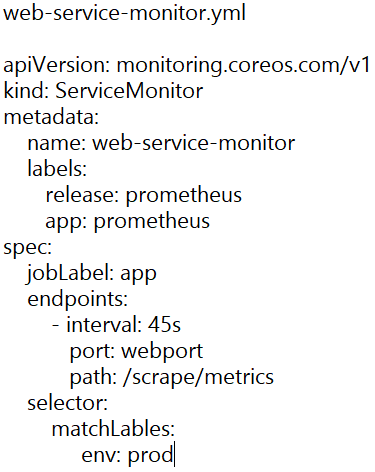 web-service-monitor.yml

apiVersion: monitoring.coreos.com/v1
kind: ServiceMonitor
metadata:
    name: web-service-monitor
    labels:
       release: prometheus
       app: prometheus
spec:
    jobLabel: app
    endpoints:
        - interval: 45s
           port: webport
           path: /scrape/metrics
    selector:
        matchLables:
             env: prod